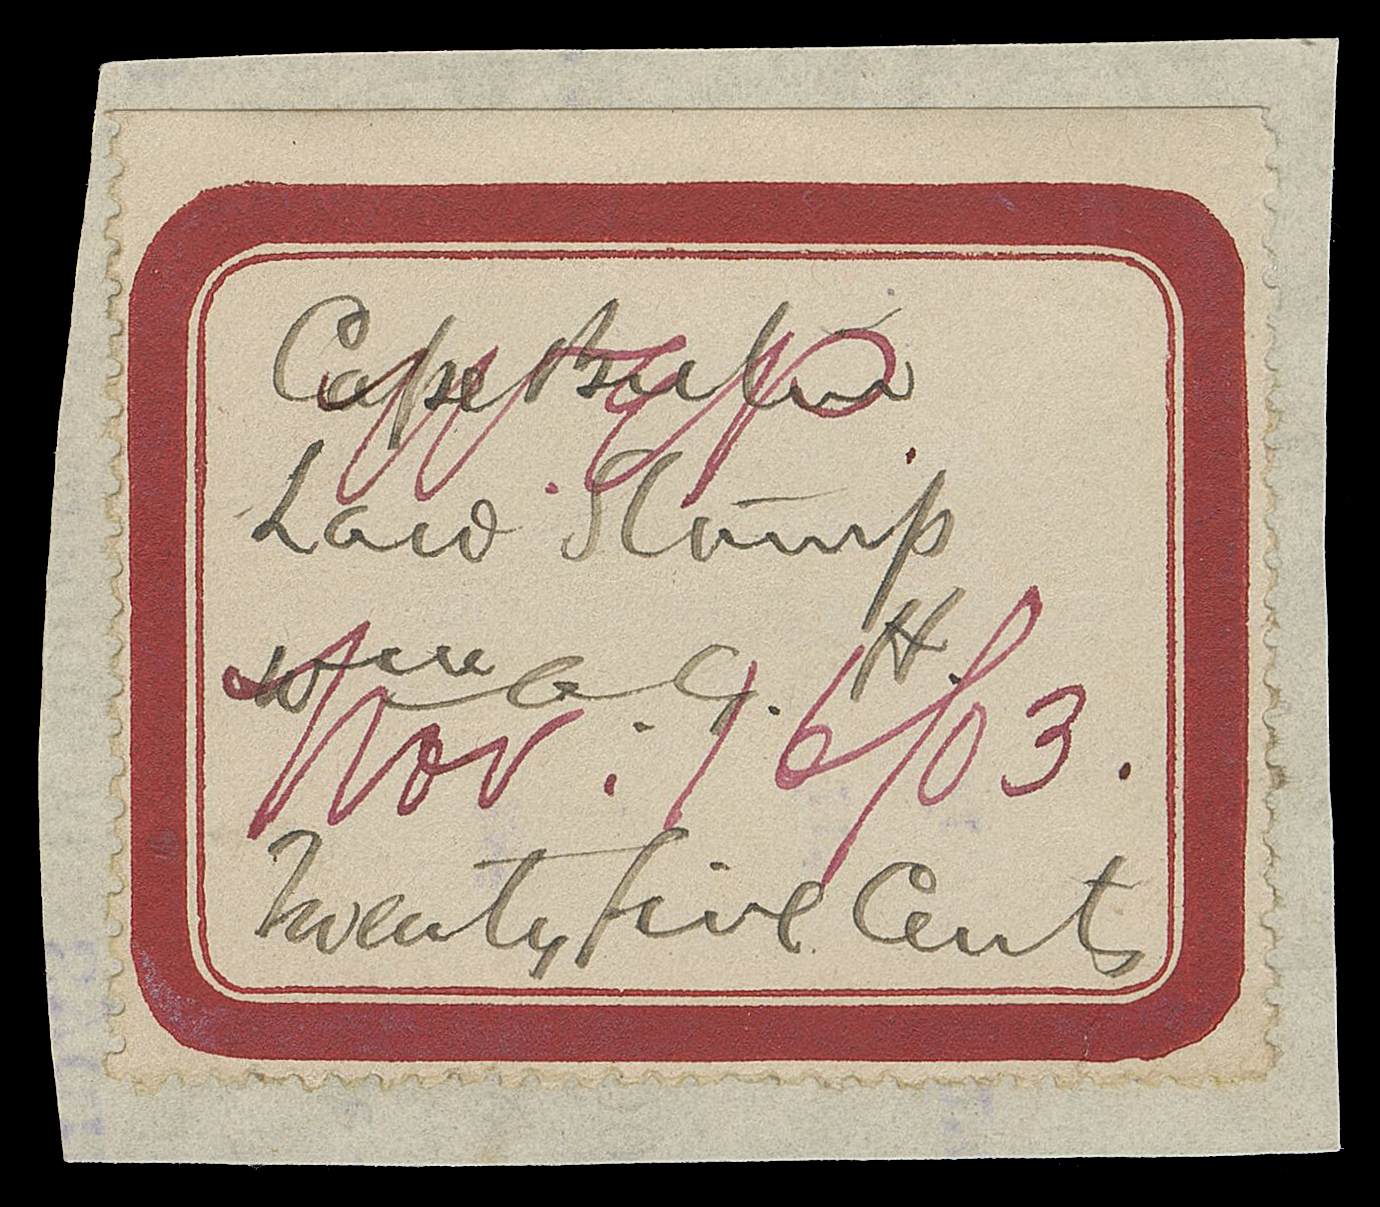 Cape Breton
Law Stamp
H.
Nov. 16/03.
Twenty five Cents